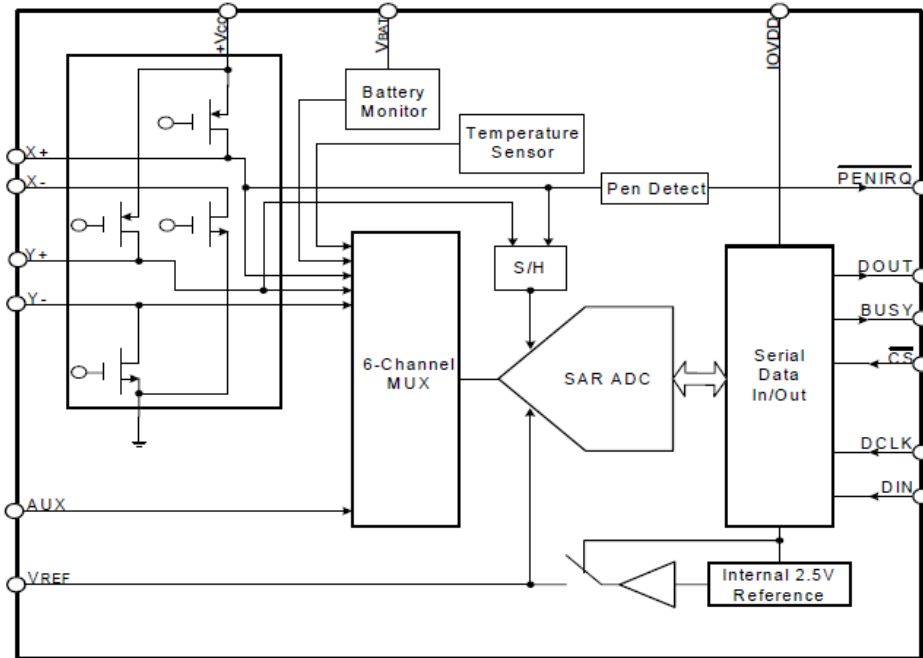 +VCC
VBAT
IOVDD
Battery
Monitor
Temperature
Sensor
X+
X-
Pen Detect
PENIRQ
Y+
Y-
S/H
DOUT
BUSY
CS
6-Channel
MUX
SAR ADC
Serial
Data
In/Out
DCLK
DIN
AUX
VREF
Internal 2.5V
Reference